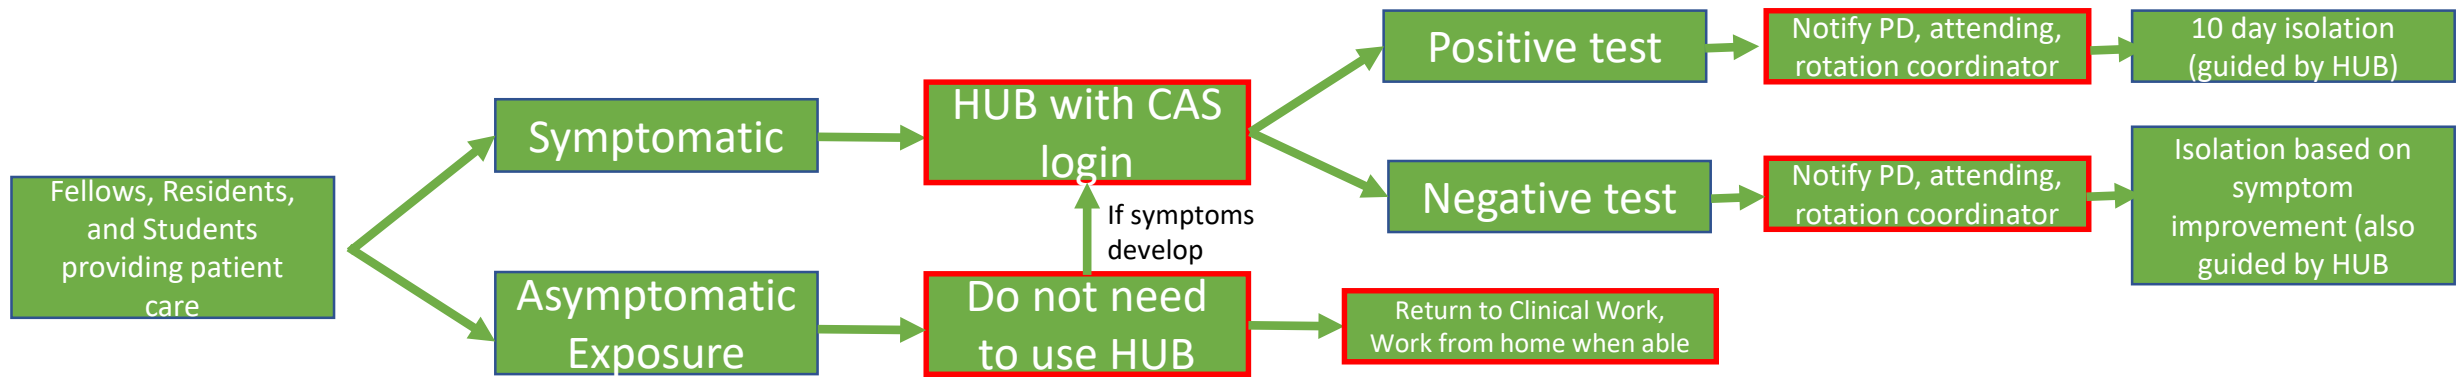 Fellows, Residents,
and Students
providing patient
care
Symptomatic
HUB with CAS
login
Positive test
Notify PD, attending,
rotation coordinator
10 day isolation
(guided by HUB)
Negative test
Notify PD, attending,
rotation coordinator
Isolation based on
symptom
improvement (also
guided by HUB
If symptoms
develop
Asymptomatic
Exposure
Do not need
to use HUB
Return to Clinical Work,
Work from home when able